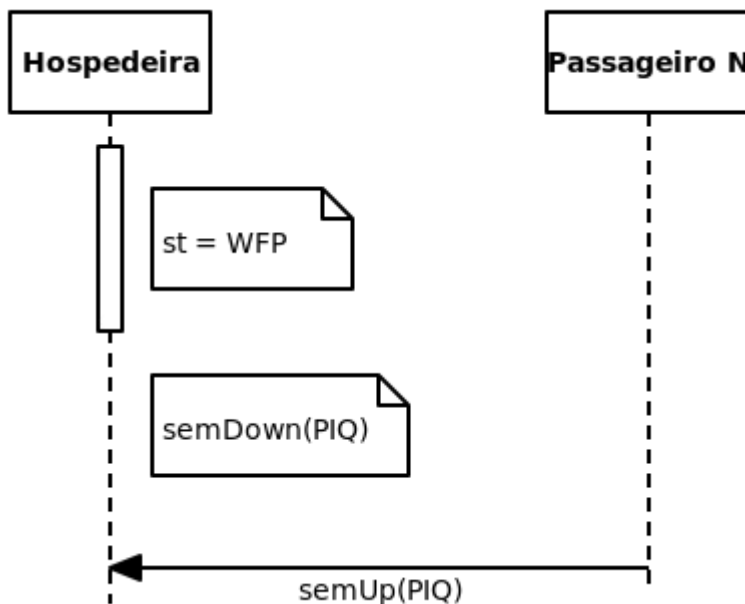 Hospedeira
Passageiro N
st = WFP
semDown(PIQ)
semUp(PIQ)